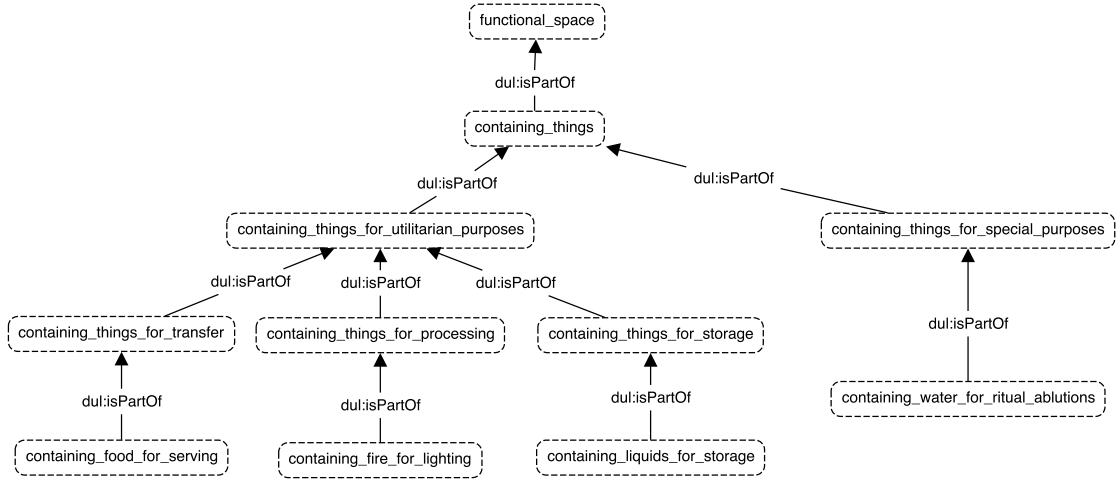 functional_space
dul:isPartOf
containing_things
dul:isPartOf
dul:isPartOf
containing_things_for_utilitarian_purposes
containing_things_for_special_purposes
dul:isPartOf
dul:isPartOf
dul:isPartOf
dul:isPartOf
containing_things_for_transfer
containing_things_for_processing
containing_things_for_storage
dul:isPartOf
dul:isPartOf
dul:isPartOf
containing_water_for_ritual_ablutions
containing_food_for_serving
containing_fire_for_lighting
containing_liquids_for_storage